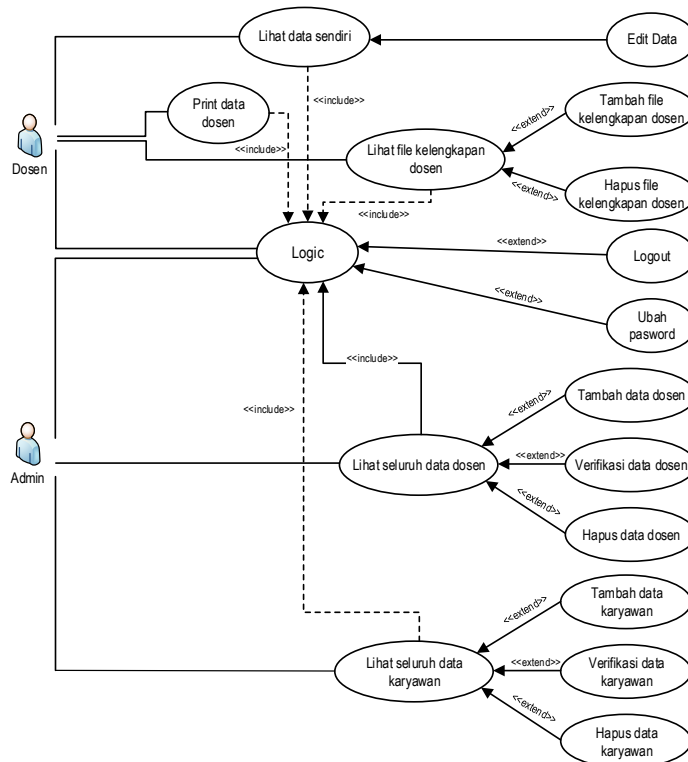 Lihat data sendiri
Edit Data
<<include>>
Print data
dosen
Tambah file
kelengkapan dosen
<<extend>>
Dosen
<<include>>
Lihat file kelengkapan
dosen
<<extend>>
Hapus file
kelengkapan dosen
<<include>>
Logic
<<extend>>
Logout
<<extend>>
Ubah
pasword
<<include>>
<<include>>
Tambah data dosen
<<extend>>
Admin
Lihat seluruh data dosen
<<extend>>
Verifikasi data dosen
<<extend>>
Hapus data dosen
Tambah data
karyawan
<<extend>>
Lihat seluruh data
karyawan
<<extend>>
Verifikasi data
karyawan
<<extend>>
Hapus data
karyawan